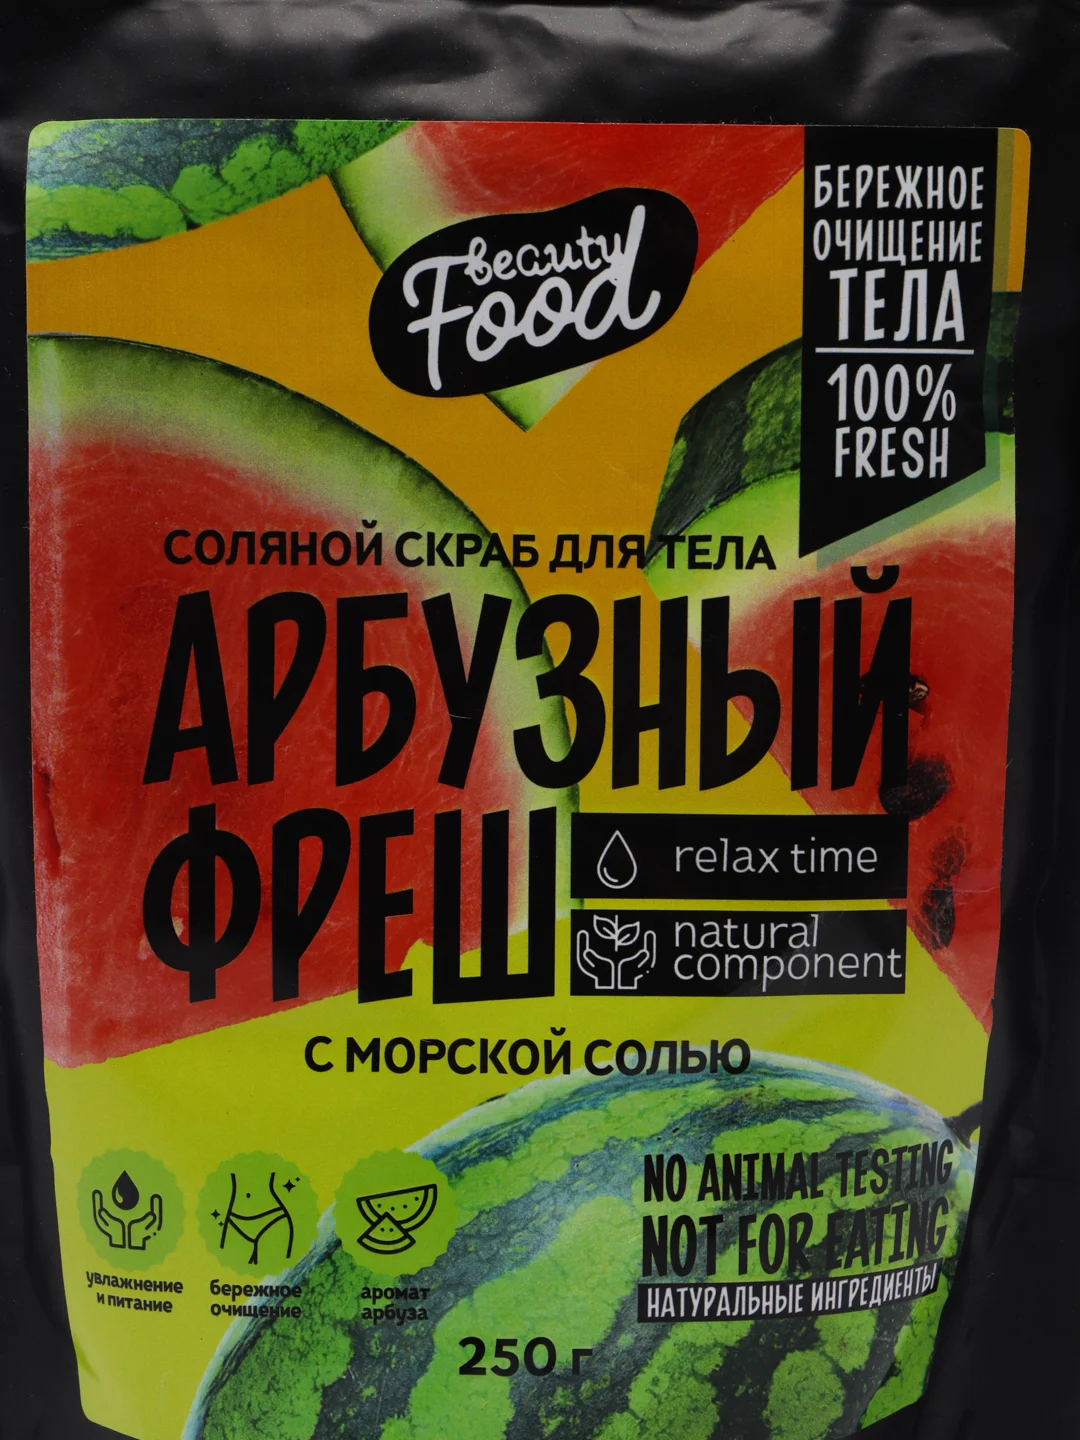 beauty
Food
БЕРЕЖНОЕ
ОЧИЩЕНИЕ
ТЕЛА
100%
FRESH
СОЛЯНОЙ СКРАБ ДЛЯ ТЕЛА
АРБУЗНЫЙ
ФРЕШ
relax time
natural
component
С МОРСКОЙ СОЛЬЮ
увлажнение
и питание
бережное
очищение
аромат
арбуза
NO ANIMAL TESTING
NOT FOR EATING
НАТУРАЛЬНЫЕ ИНГРЕДИЕНТЫ
250 г